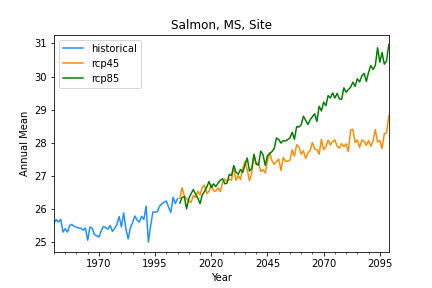 Salmon, MS, Site
historical
rcp45
rcp85
Annual Mean
31
30
29
28
27
26
25
1970
1995
2020
2045
2070
2095
Year